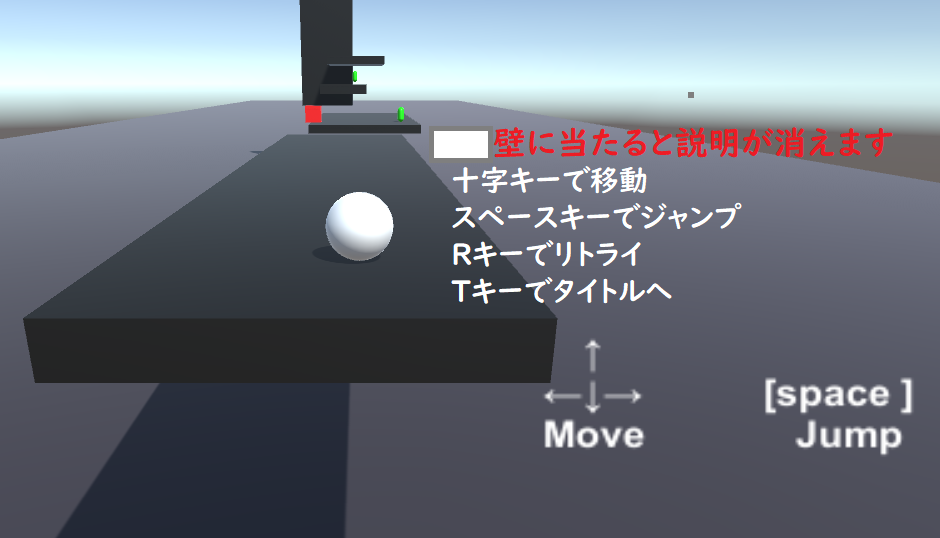 壁に当たると説明が消えます
十字キーで移動
スペースキーでジャンプ
Rキーでリトライ
Tキーでタイトルへ
↑
←↓→
Move
[space ]
Jump